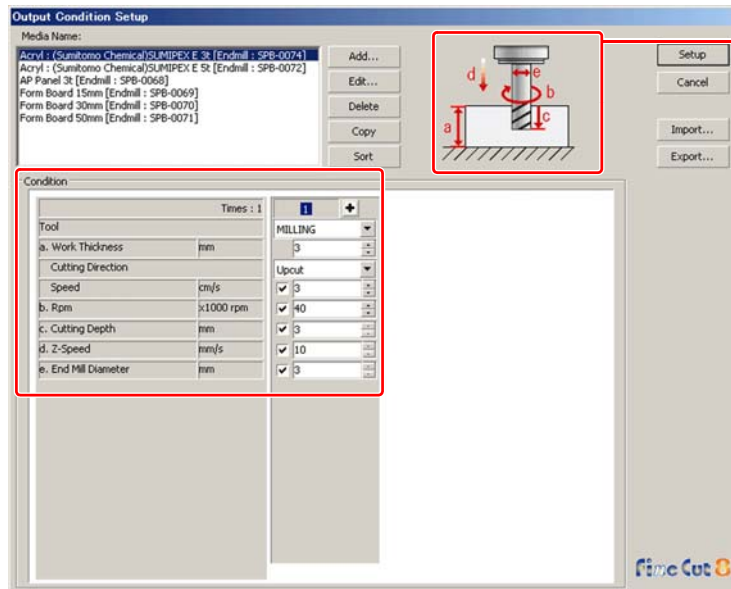 Output Condition Setup
Media Name:
Acryl : (Sumitomo Chemical)SUMIPEX E 3t [Endmill : SPB-0074]
Acryl : (Sumitomo Chemical)SUMIPEX E 5t [Endmill : SPB-0072]
AP Panel 3t [Endmill : SPB-0068]
Form Board 15mm [Endmill : SPB-0069]
Form Board 30mm [Endmill : SPB-0070]
Form Board 50mm [Endmill : SPB-0071]
Add...
Edit...
Delete
Copy
Sort
d
e
b
a
c
Setup
Cancel
Import...
Export...
Condition
Times : 1 1 +
Tool MILLING
a. Work Thickness mm 3
Cutting Direction Upcut
Speed cm/s 3
b. Rpm x1000 rpm 40
c. Cutting Depth mm 3
d. Z-Speed mm/s 10
e. End Mill Diameter mm 3
Fine Cut 8